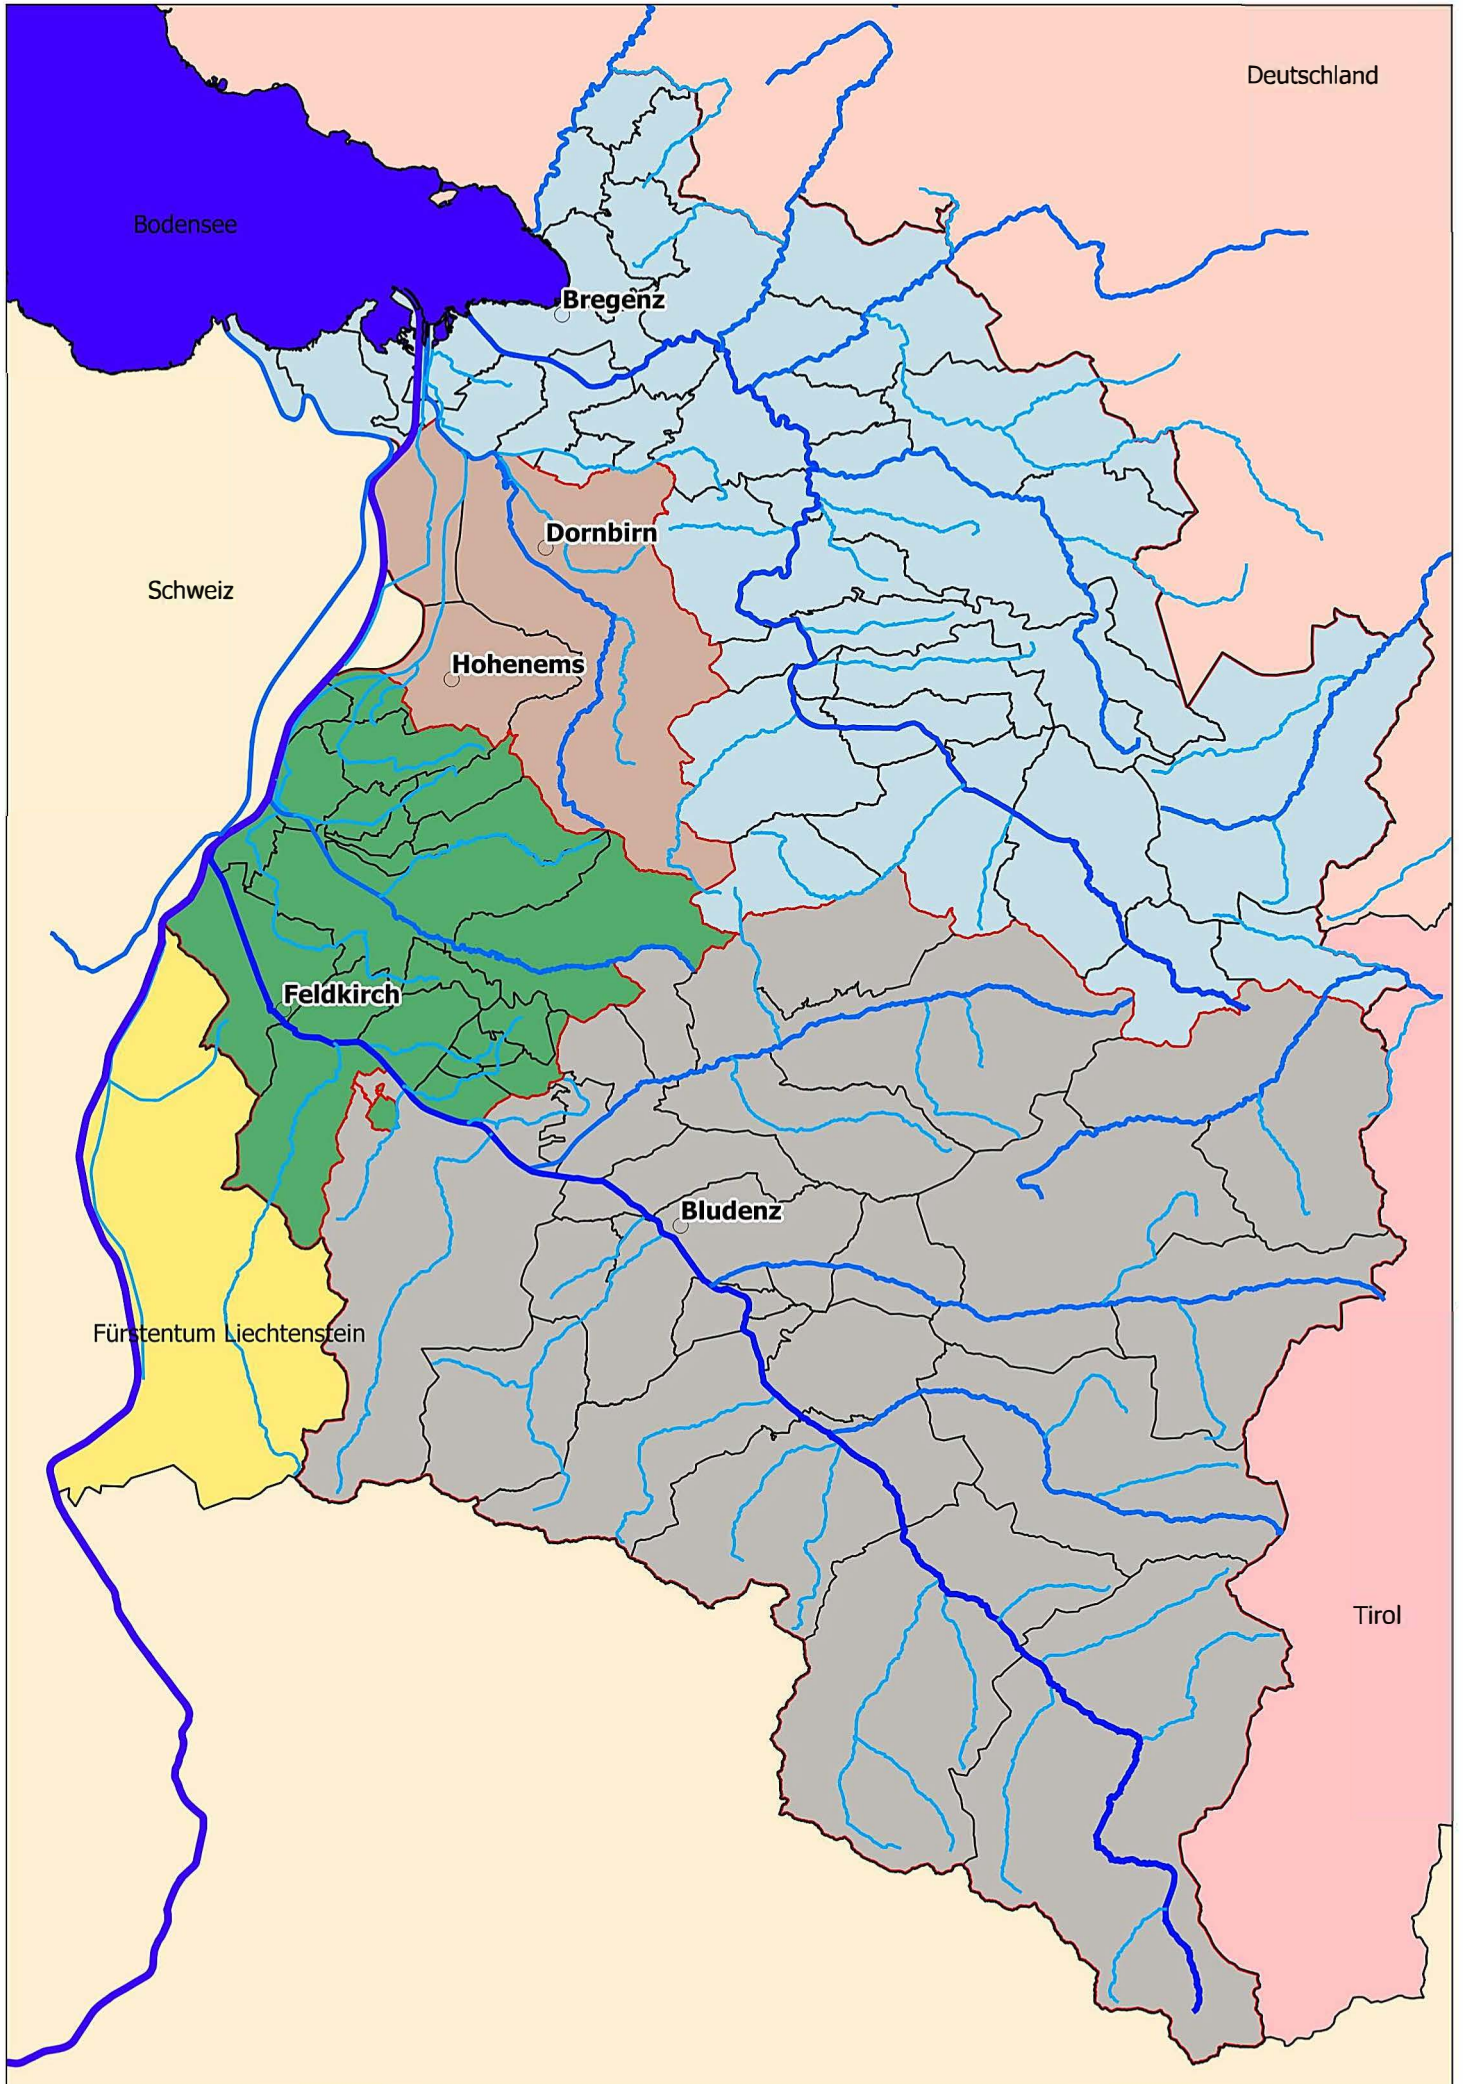 Deutschland
Bodensee
Bregenz
Dornbirn
Schweiz
Hohenems
Feldkirch
Bludenz
Fürstentum Liechtenstein
Tirol